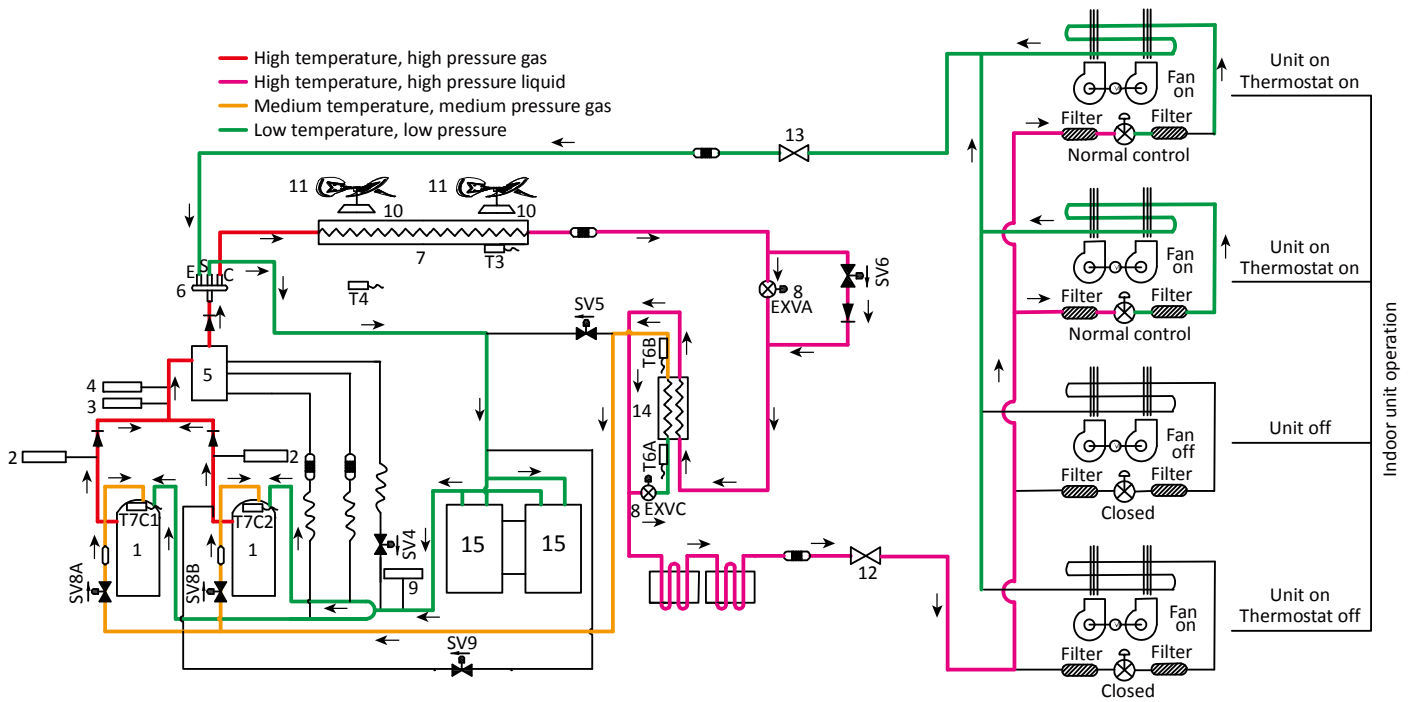 High temperature, high pressure gas
High temperature, high pressure liquid
Medium temperature, medium pressure gas
Low temperature, low pressure
13
11
11
10
10
7
T3
T4
E
S
C
6
5
4
3
2
2
T7C1
T7C2
1
1
SV8A
SV8B
SV4
9
15
15
SV9
SV5
T6B
14
T6A
8
EXVC
8
EXVA
SV6
12
Fan
on
Filter
Filter
Normal control
Unit on
Thermostat on
Fan
on
Filter
Filter
Normal control
Unit on
Thermostat on
Fan
off
Filter
Filter
Closed
Unit off
Fan
on
Filter
Filter
Closed
Unit on
Thermostat off
Indoor unit operation